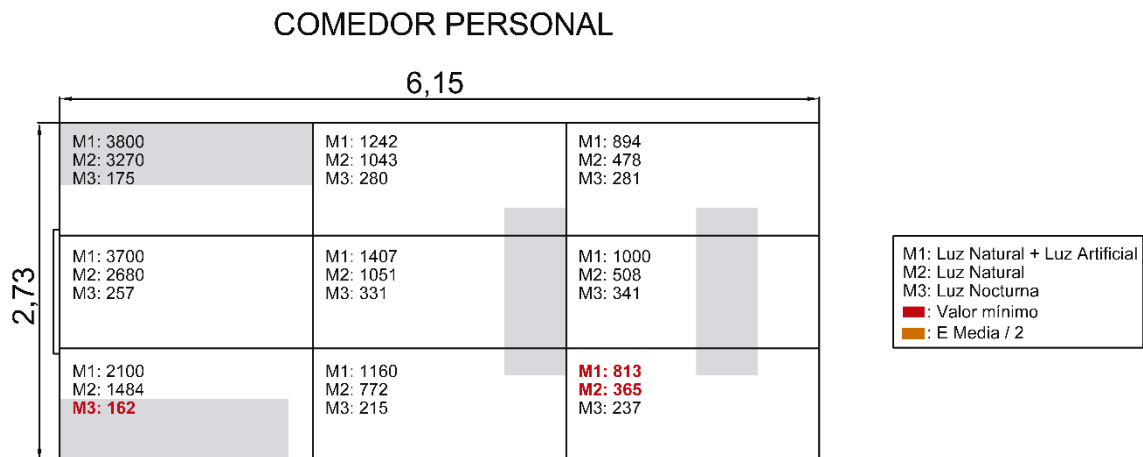 COMEDOR PERSONAL
6,15
2,73
M1: 3800
M2: 3270
M3: 175
M1: 1242
M2: 1043
M3: 280
M1: 894
M2: 478
M3: 281
M1: 3700
M2: 2680
M3: 257
M1: 1407
M2: 1051
M3: 331
M1: 1000
M2: 508
M3: 341
M1: 2100
M2: 1484
M3: 162
M1: 1160
M2: 772
M3: 215
M1: 813
M2: 365
M3: 237
M1: Luz Natural + Luz Artificial
M2: Luz Natural
M3: Luz Nocturna
: Valor mínimo
: E Media / 2